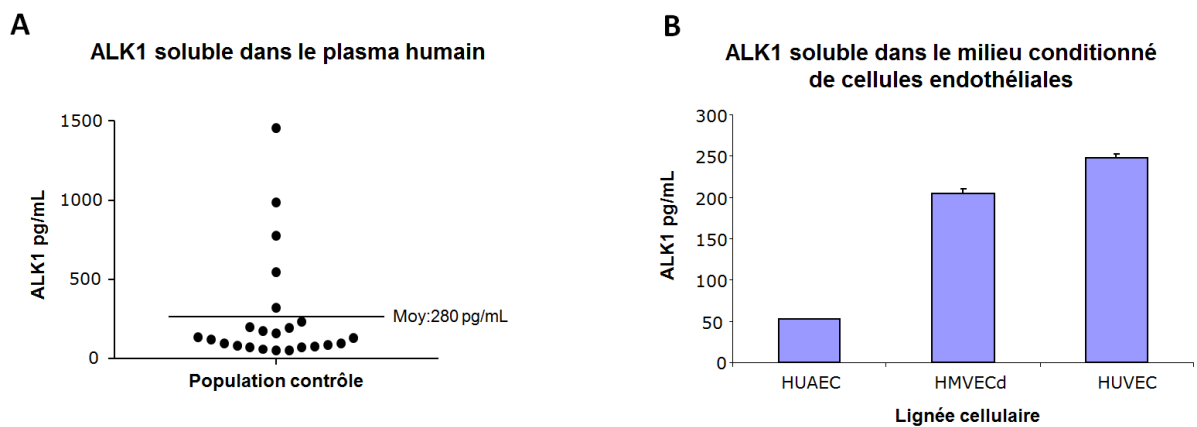 A
ALK1 soluble dans le plasma humain
ALK1 pg/mL
1500
1000
500
0
Moy:280 pg/mL
Population contrôle
B
ALK1 soluble dans le milieu conditionné
de cellules endothéliales
ALK1 pg/mL
300
250
200
150
100
50
0
HUAEC
HMVECd
HUVEC
Lignée cellulaire